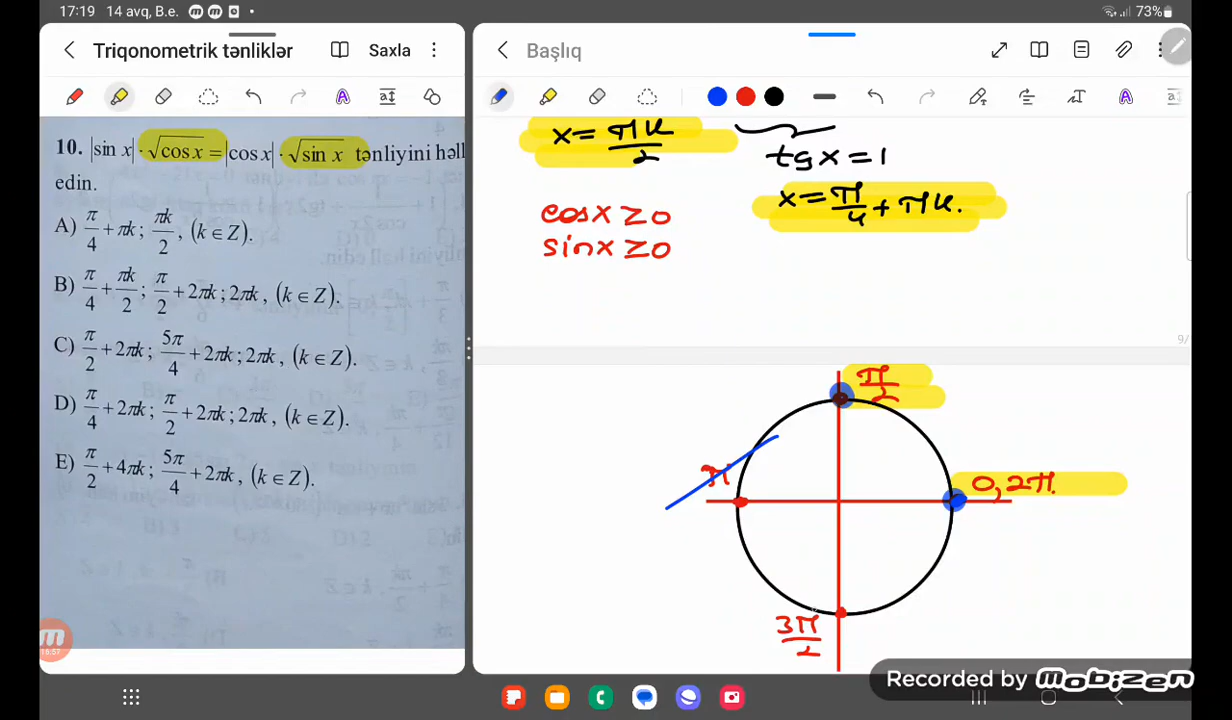 17:19 14 avq, B.e. 73%
Triqonometrik tənliklər Saxla
Başlıq
10. |sin x| · √cos x = |cos x| · √sin x tənliyini həll
edin.
A) π/4 + πk; πk/2, (k ∈ Z).
B) π/4 + πk/2; π/2 + 2πk; 2πk, (k ∈ Z).
C) π/2 + 2πk; 5π/4 + 2πk; 2πk, (k ∈ Z).
D) π/4 + 2πk; π/2 + 2πk; 2πk, (k ∈ Z).
E) π/2 + 4πk; 5π/4 + 2πk, (k ∈ Z).
16:57
x = πk/2
tgx = 1
x = π/4 + πk.
cosx ≥ 0
sinx ≥ 0
9/
π/2
π
0, 2π.
3π/2
Recorded by mobizen